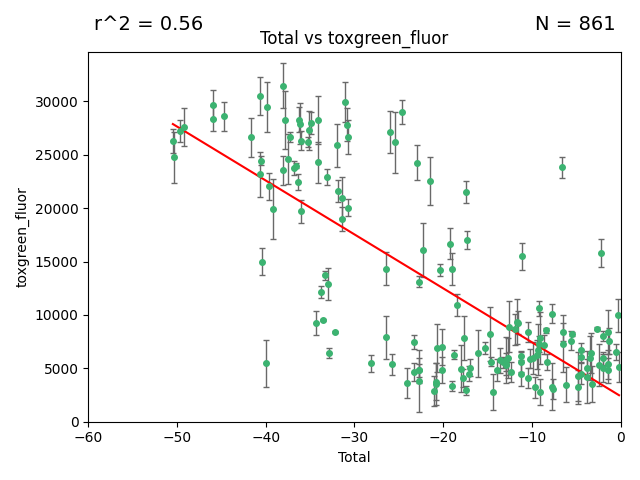 r^2 = 0.56 N = 861
Total vs toxgreen_fluor
30000
25000
20000
15000
10000
5000
0
toxgreen_fluor
−60 −50 −40 −30 −20 −10 0
Total